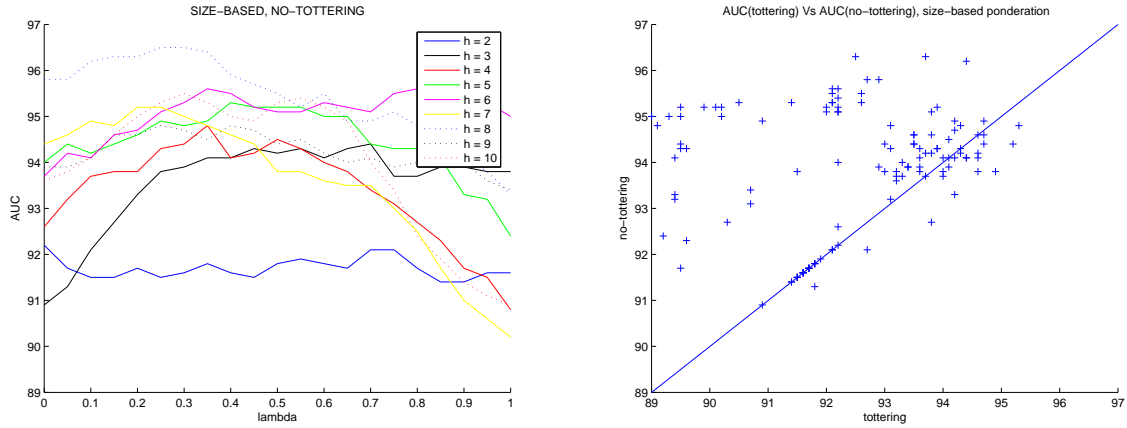 SIZE−BASED, NO−TOTTERING
97
96
95
94
93
92
91
90
89
AUC
0
0.1
0.2
0.3
0.4
0.5
0.6
0.7
0.8
0.9
1
lambda
h = 2
h = 3
h = 4
h = 5
h = 6
h = 7
h = 8
h = 9
h = 10
AUC(tottering) Vs AUC(no−tottering), size−based ponderation
97
96
95
94
93
92
91
90
89
no−tottering
89
90
91
92
93
94
95
96
97
tottering